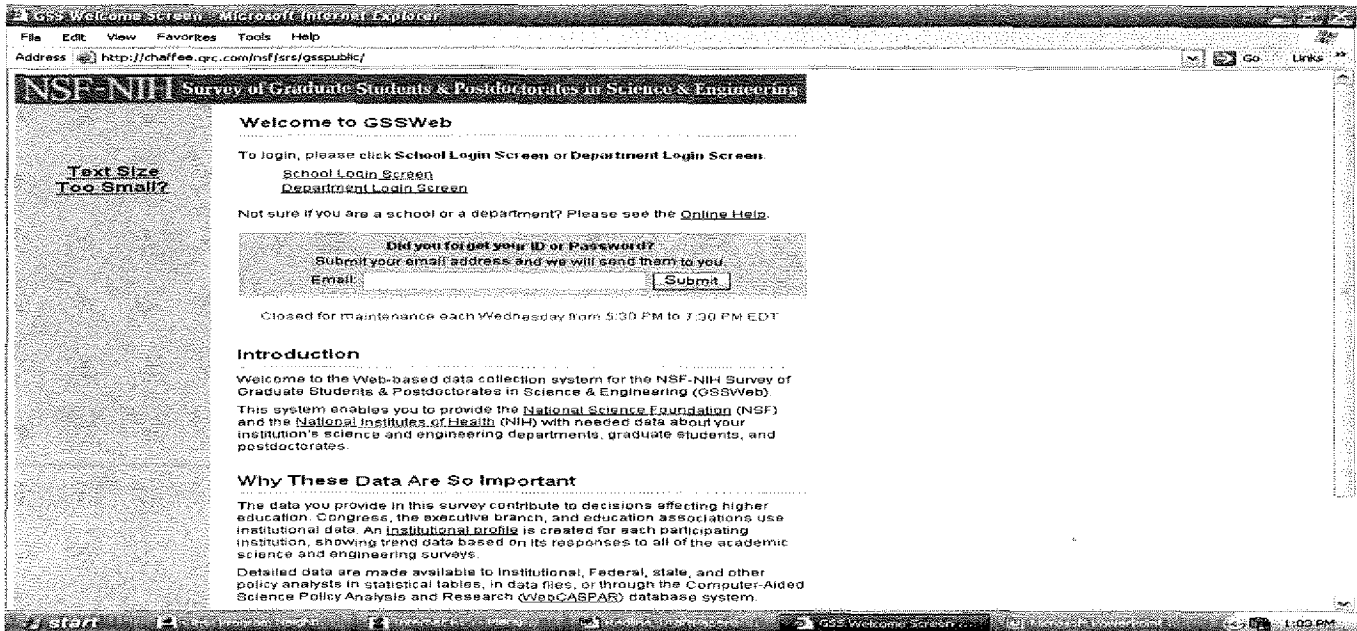 GSS Welcome Screen - Microsoft Internet Explorer
File Edit View Favorites Tools Help
Address http://chaffee.qrc.com/nsf/srs/gsspublic/ Go Links »
NSF-NIH Survey of Graduate Students & Postdoctorates in Science & Engineering
Text Size
Too Small?
Welcome to GSSWeb
To login, please click School Login Screen or Department Login Screen.
School Login Screen
Department Login Screen
Not sure if you are a school or a department? Please see the Online Help.
Did you forget your ID or Password?
Submit your email address and we will send them to you.
Email: Submit
Closed for maintenance each Wednesday from 5:30 PM to 7:30 PM EDT
Introduction
Welcome to the Web-based data collection system for the NSF-NIH Survey of
Graduate Students & Postdoctorates in Science & Engineering (GSSWeb).
This system enables you to provide the National Science Foundation (NSF)
and the National Institutes of Health (NIH) with needed data about your
institution's science and engineering departments, graduate students, and
postdoctorates.
Why These Data Are So Important
The data you provide in this survey contribute to decisions affecting higher
education. Congress, the executive branch, and education associations use
institutional data. An institutional profile is created for each participating
institution, showing trend data based on its responses to all of the academic
science and engineering surveys.
Detailed data are made available to Institutional, Federal, state, and other
policy analysts in statistical tables, in data files, or through the Computer-Aided
Science Policy Analysis and Research (WebCASPAR) database system.
start GSS Welcome Screen 1:03 PM